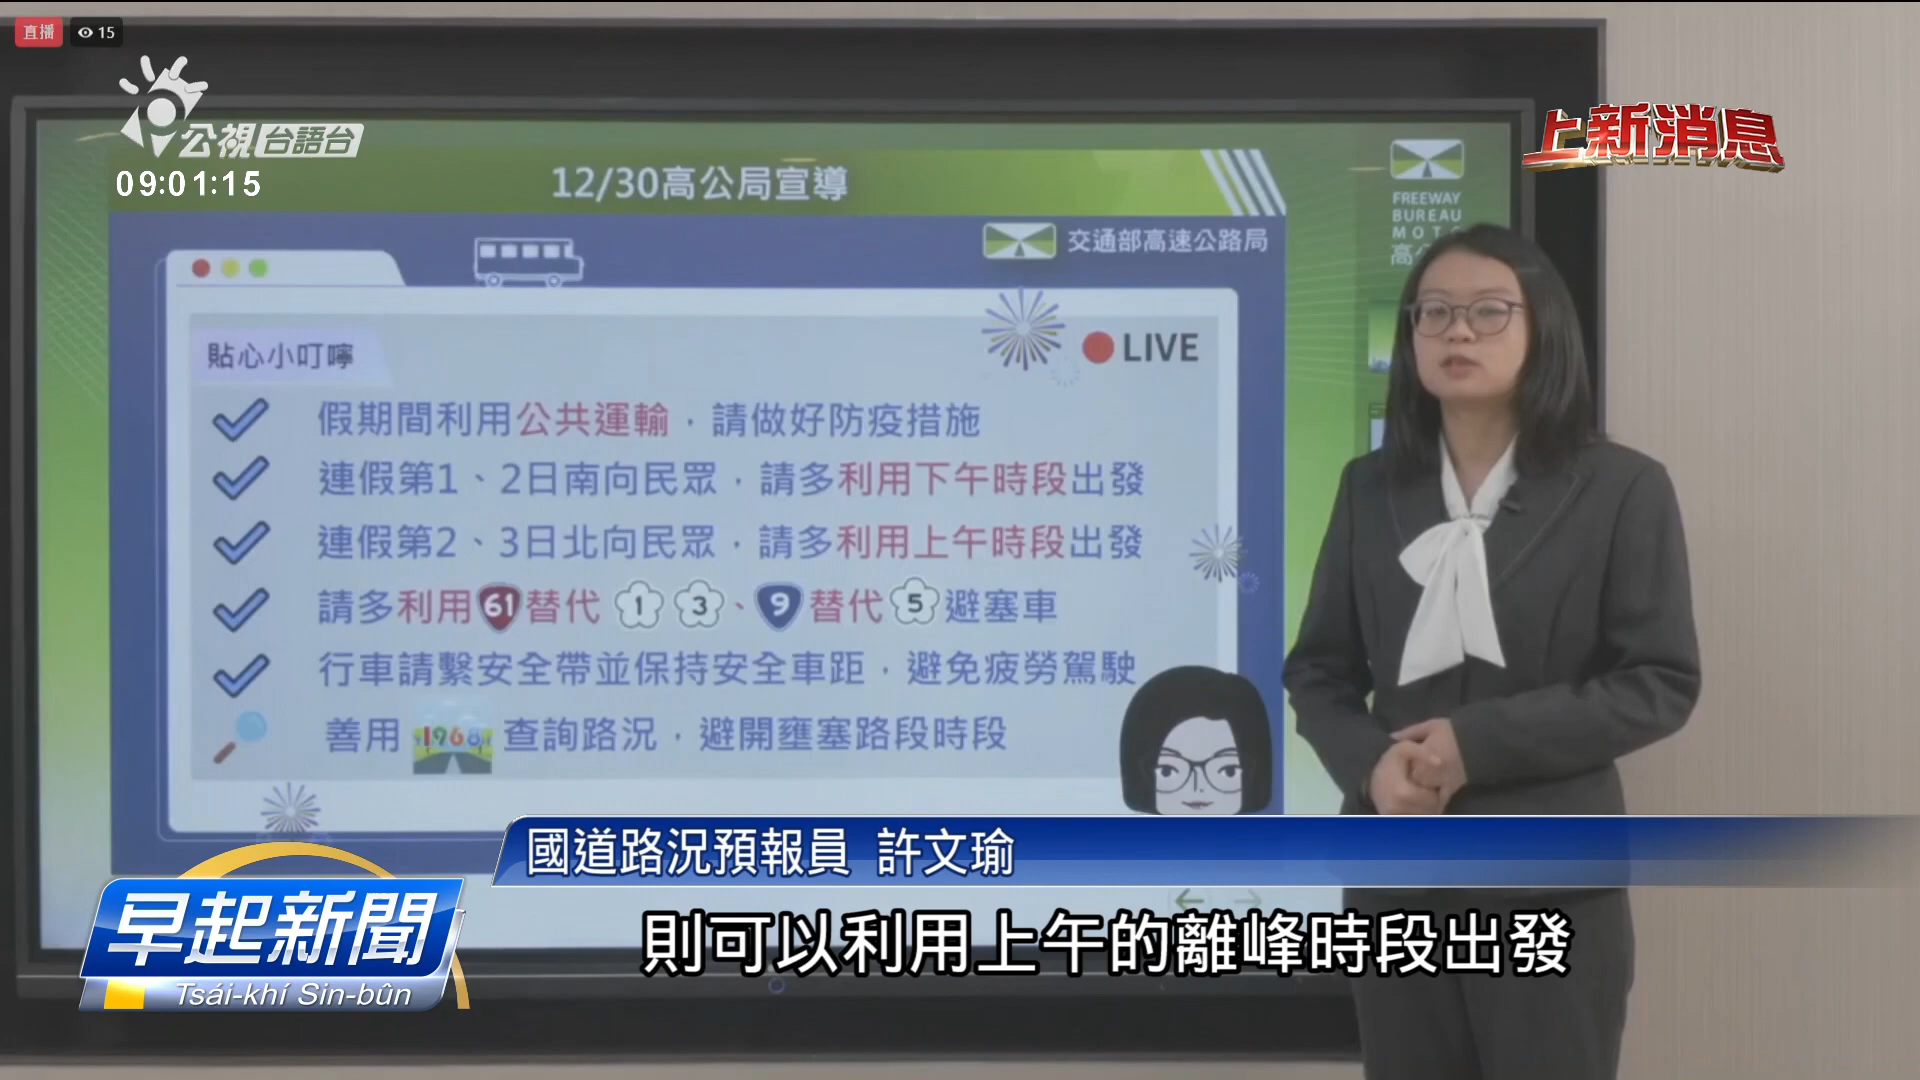 直播 15
公視台語台
09:01:15
上新消息
12/30高公局宣導
FREEWAY
BUREAU
交通部高速公路局
貼心小叮嚀
LIVE
假期間利用公共運輸，請做好防疫措施
連假第1、2日南向民眾，請多利用下午時段出發
連假第2、3日北向民眾，請多利用上午時段出發
請多利用61替代 1 3、9替代5避塞車
行車請繫安全帶並保持安全車距，避免疲勞駕駛
善用 1968 查詢路況，避開壅塞路段時段
國道路況預報員 許文瑜
早起新聞
Tsái-khí Sin-bûn
則可以利用上午的離峰時段出發